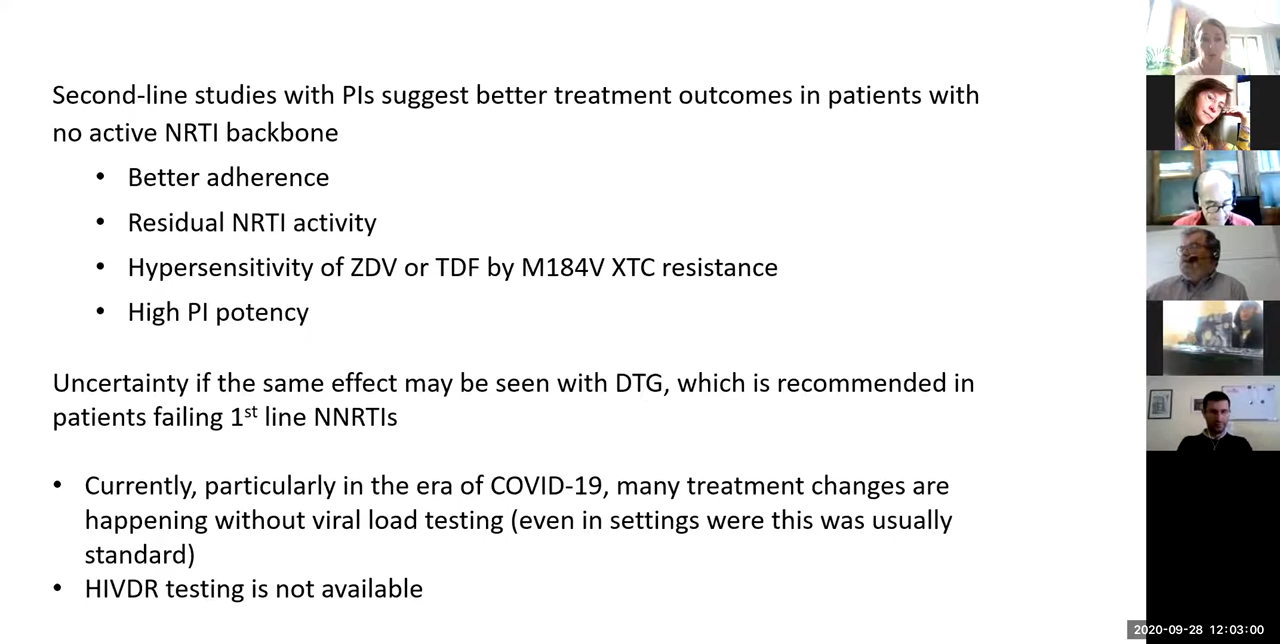 Second-line studies with PIs suggest better treatment outcomes in patients with
no active NRTI backbone
• Better adherence
• Residual NRTI activity
• Hypersensitivity of ZDV or TDF by M184V XTC resistance
• High PI potency
Uncertainty if the same effect may be seen with DTG, which is recommended in
patients failing 1st line NNRTIs
• Currently, particularly in the era of COVID-19, many treatment changes are
happening without viral load testing (even in settings were this was usually
standard)
• HIVDR testing is not available
2020-09-28 12:03:00